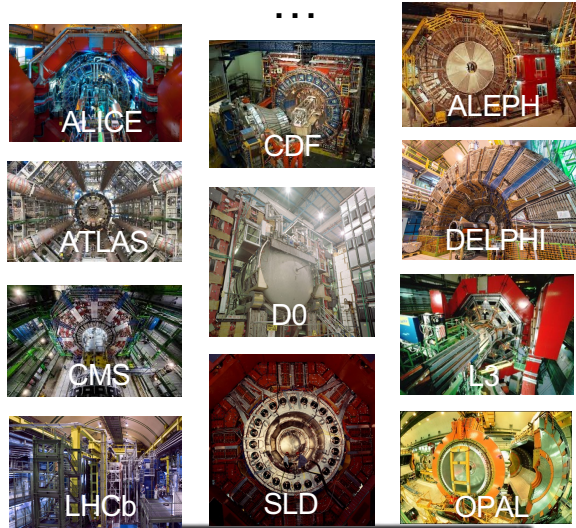 ...
ALICE
ATLAS
CMS
LHCb
CDF
D0
SLD
ALEPH
DELPHI
L3
OPAL